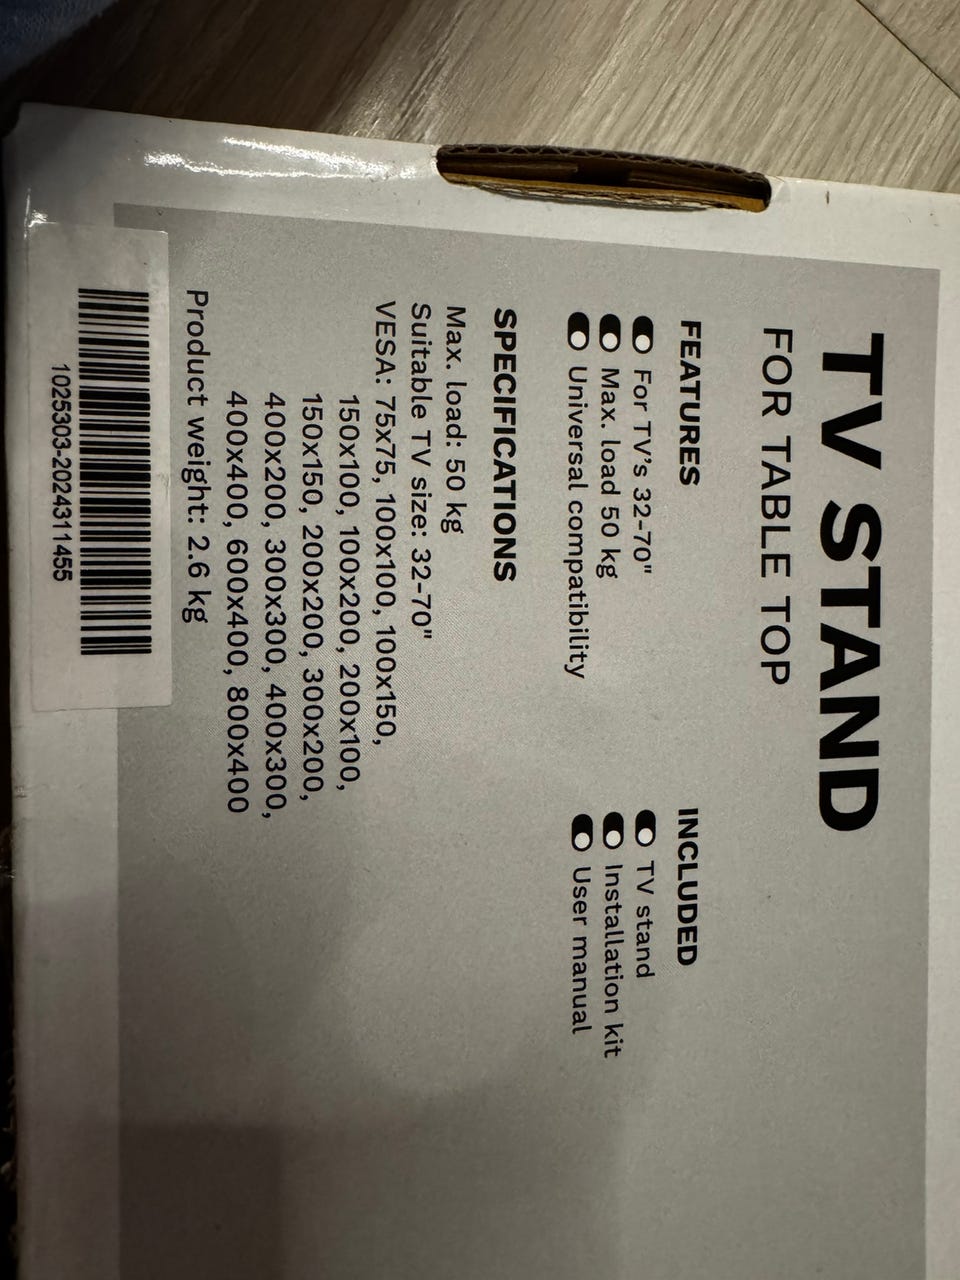 TV STAND
FOR TABLE TOP
FEATURES
For TV's 32-70"
Max. load 50 kg
Universal compatibility
INCLUDED
TV stand
Installation kit
User manual
SPECIFICATIONS
Max. load: 50 kg
Suitable TV size: 32-70"
VESA: 75x75, 100x100, 100x150,
150x100, 100x200, 200x100,
150x150, 200x200, 300x200,
400x200, 300x300, 400x300,
400x400, 600x400, 800x400
Product weight: 2.6 kg
1025303-2024311455